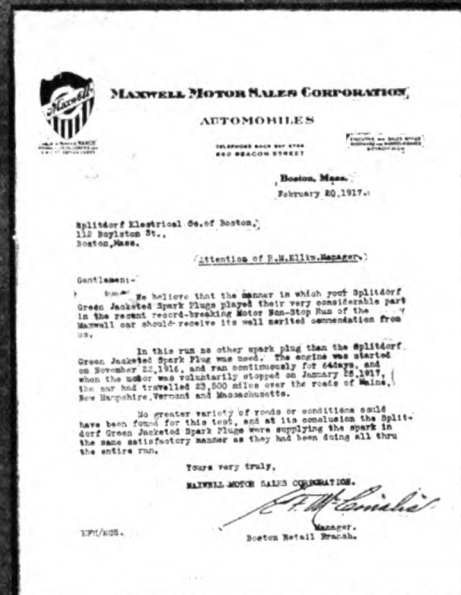 Maxwell
MAXWELL MOTOR SALES CORPORATION
AUTOMOBILES
TELEPHONE BACK BAY
BEACON STREET
Boston, Mass.
February 20, 1917.
Splitdorf Electrical Co. of Boston,
112 Boylston St.,
Boston, Mass.
(Attention of R.M.Ellis, Manager.)
Gentlemen:-
We believe that the manner in which your Splitdorf
Green Jacketed Spark Plugs played their very considerable part
in the recent record-breaking Motor Non-Stop Run of the
Maxwell car should receive its well merited commendation from
us.
In this run no other spark plug than the Splitdorf
Green Jacketed Spark Plug was used. The engine was started
on November 22, 1916, and ran continuously for 64days, and
when the motor was voluntarily stopped on January 25, 1917,
the car had travelled 23,500 miles over the roads of Maine,
New Hampshire, Vermont and Massachusetts.
No greater variety of roads or conditions could
have been found for this test, and at its conclusion the Split-
dorf Green Jacketed Spark Plugs were supplying the spark in
the same satisfactory manner as they had been doing all thru
the entire run.
Yours very truly,
MAXWELL MOTOR SALES CORPORATION.
Manager.
Boston Retail Branch.